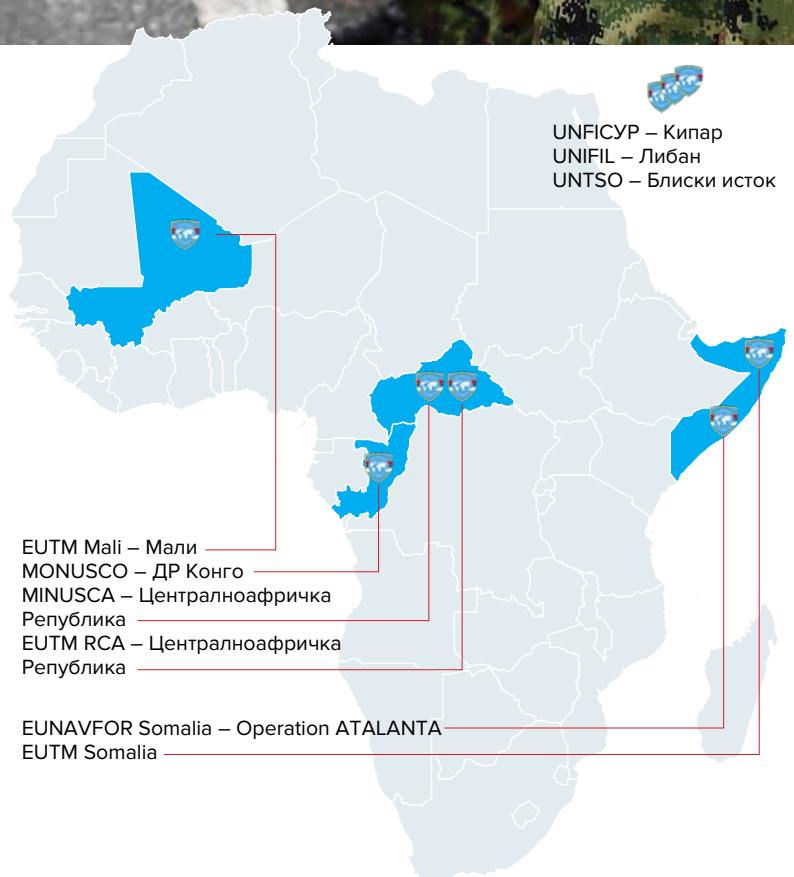 UNFICYP – Кипар
UNIFIL – Либан
UNTSO – Блиски исток
EUTM Mali – Мали
MONUSCO – ДР Конго
MINUSCA – Централноафричка
Република
EUTM RCA – Централноафричка
Република
EUNAVFOR Somalia – Operation ATALANTA
EUTM Somalia